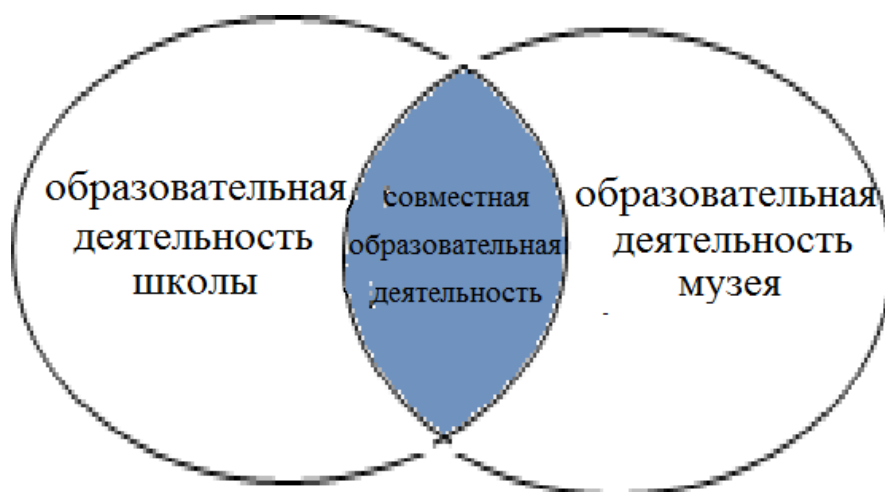 образовательная
деятельность
школы
совместная
образовательная
деятельность
образовательная
деятельность
музея